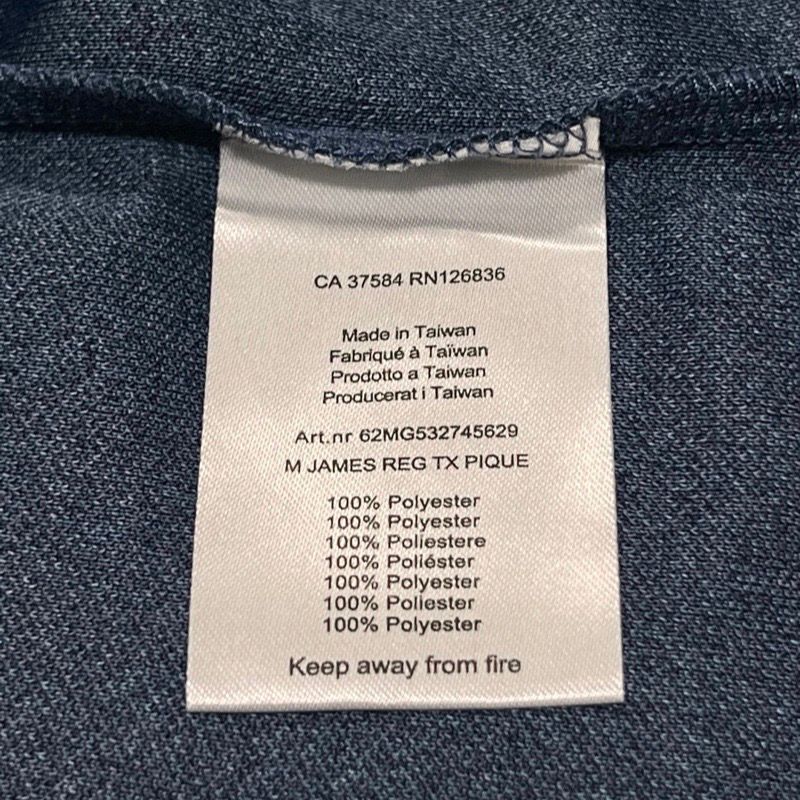 CA 37584 RN126836
Made in Taiwan
Fabriqué à Taïwan
Prodotto a Taiwan
Producerat i Taiwan
Art.nr 62MG532745629
M JAMES REG TX PIQUE
100% Polyester
100% Polyester
100% Poliestere
100% Poliéster
100% Polyester
100% Poliester
100% Polyester
Keep away from fire